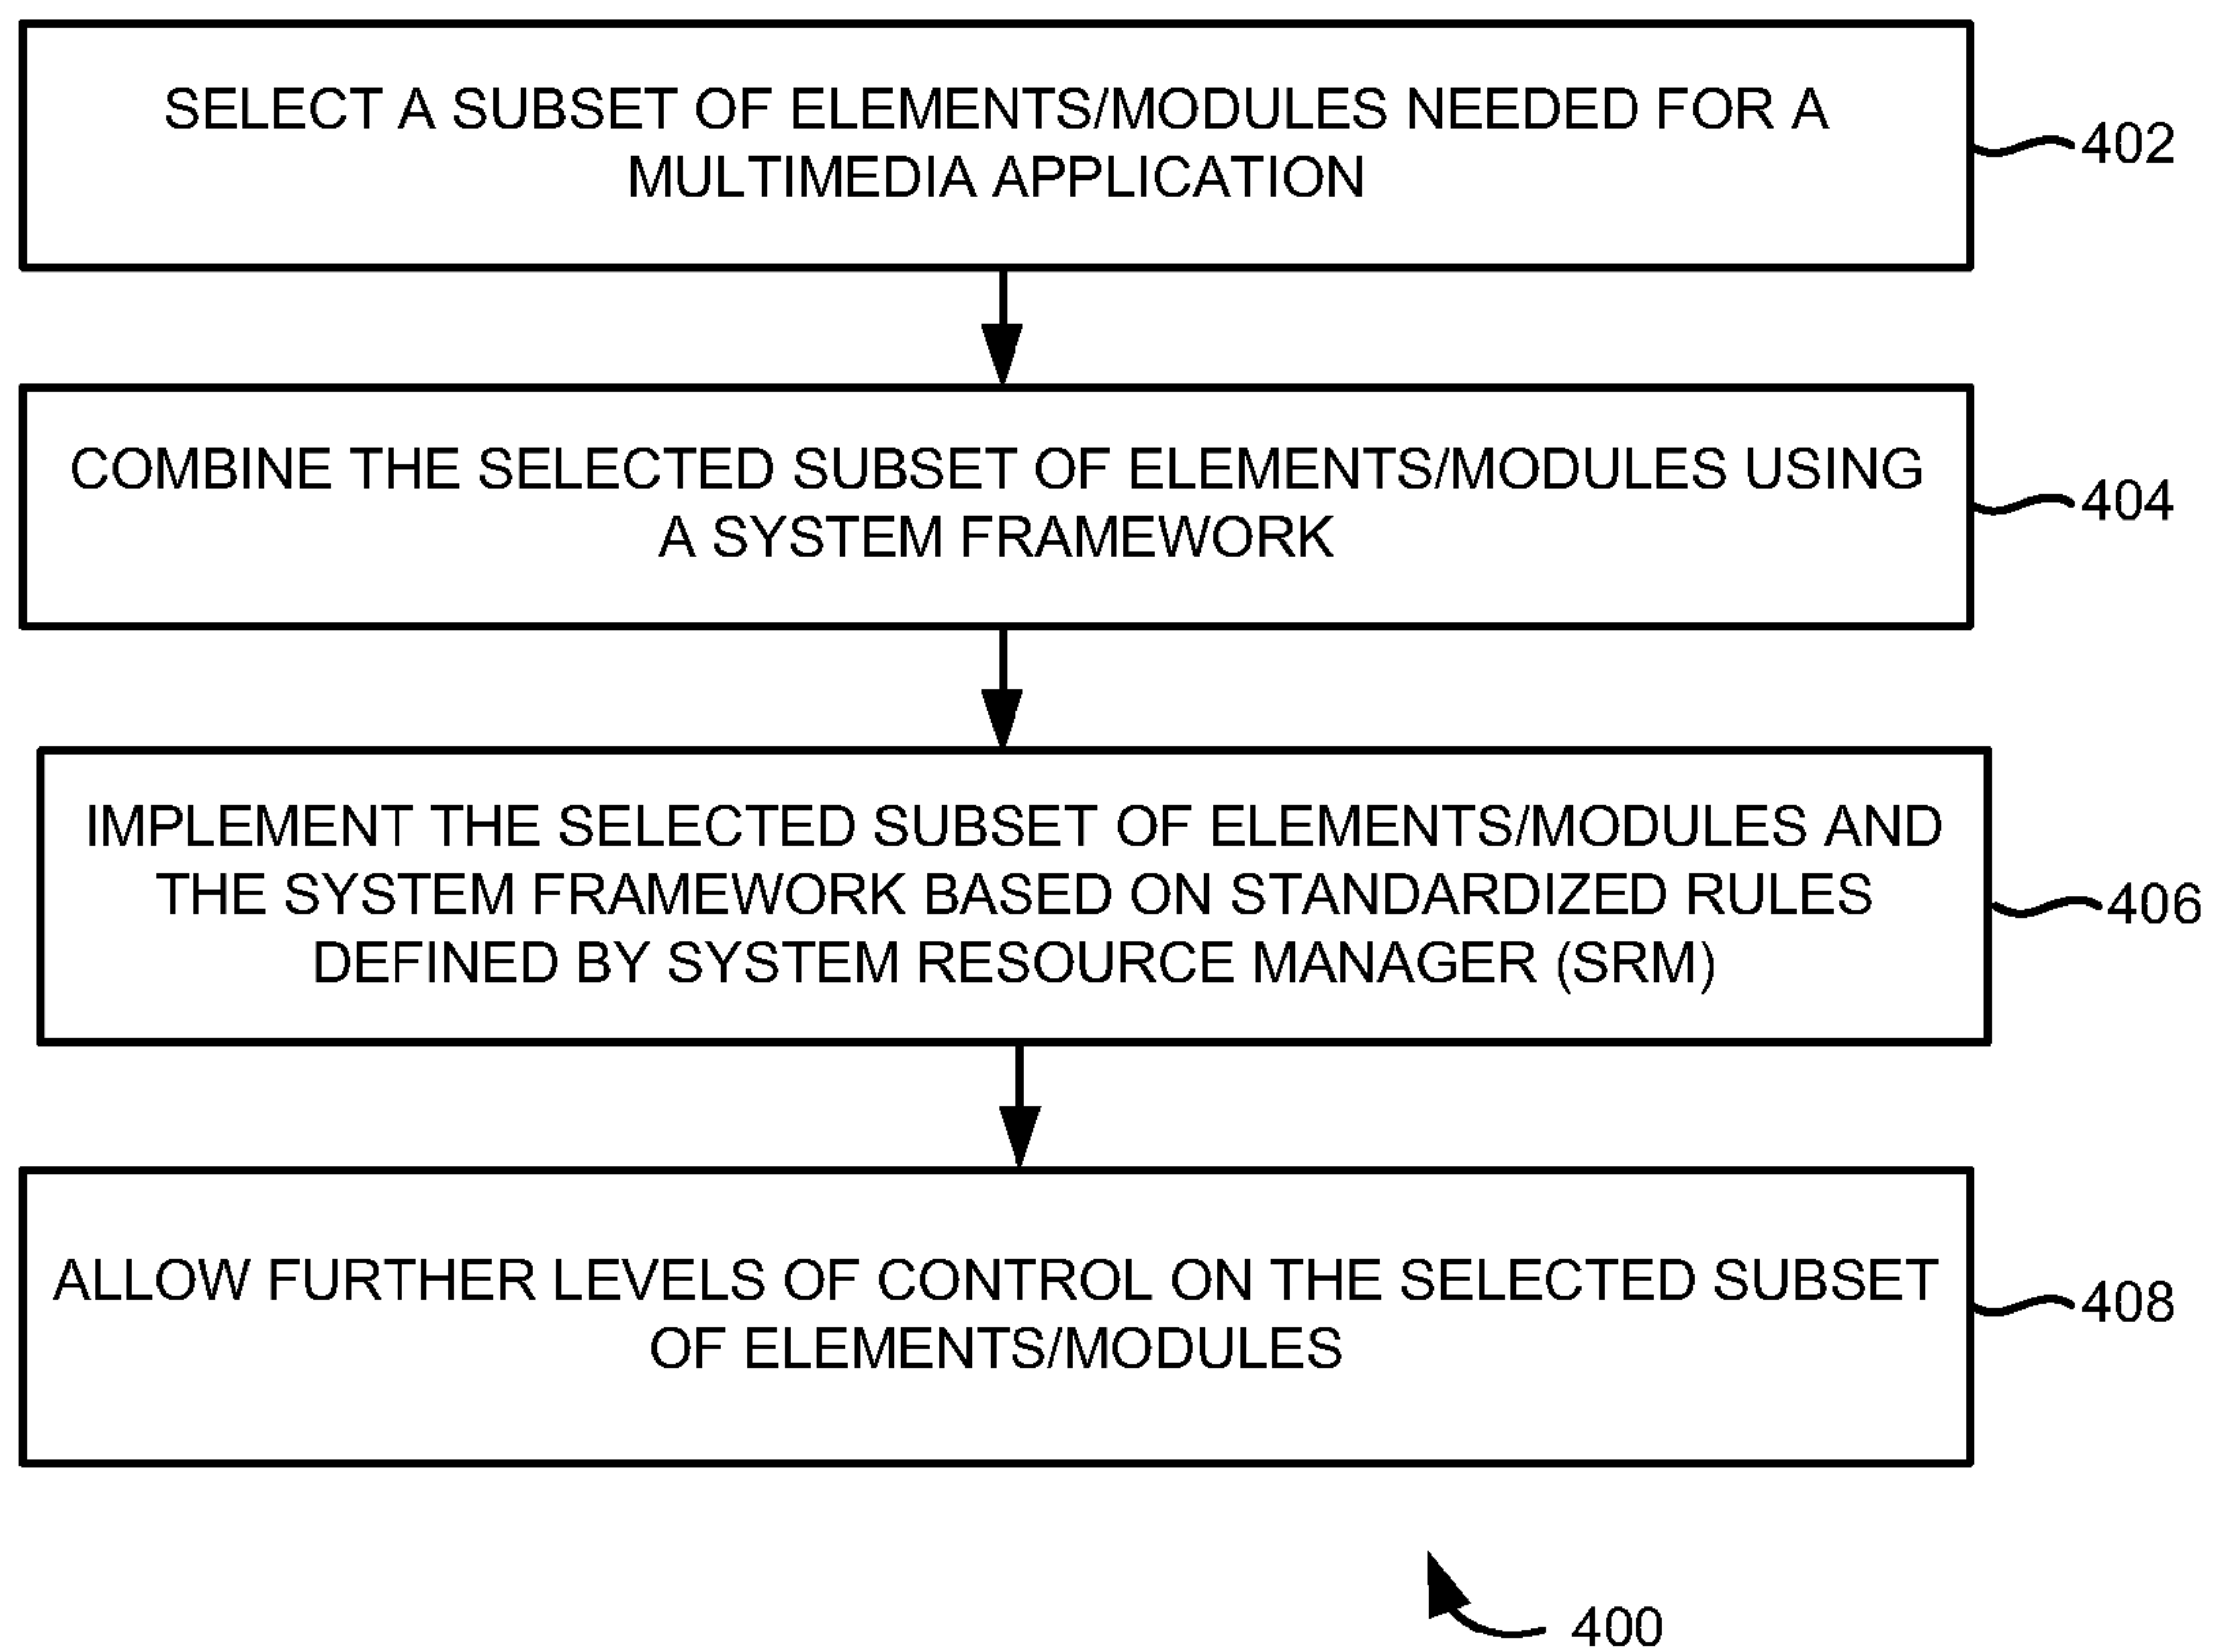 SELECT A SUBSET OF ELEMENTS/MODULES NEEDED FOR A
MULTIMEDIA APPLICATION
402
COMBINE THE SELECTED SUBSET OF ELEMENTS/MODULES USING
A SYSTEM FRAMEWORK
404
IMPLEMENT THE SELECTED SUBSET OF ELEMENTS/MODULES AND
THE SYSTEM FRAMEWORK BASED ON STANDARDIZED RULES
DEFINED BY SYSTEM RESOURCE MANAGER (SRM)
406
ALLOW FURTHER LEVELS OF CONTROL ON THE SELECTED SUBSET
OF ELEMENTS/MODULES
408
400